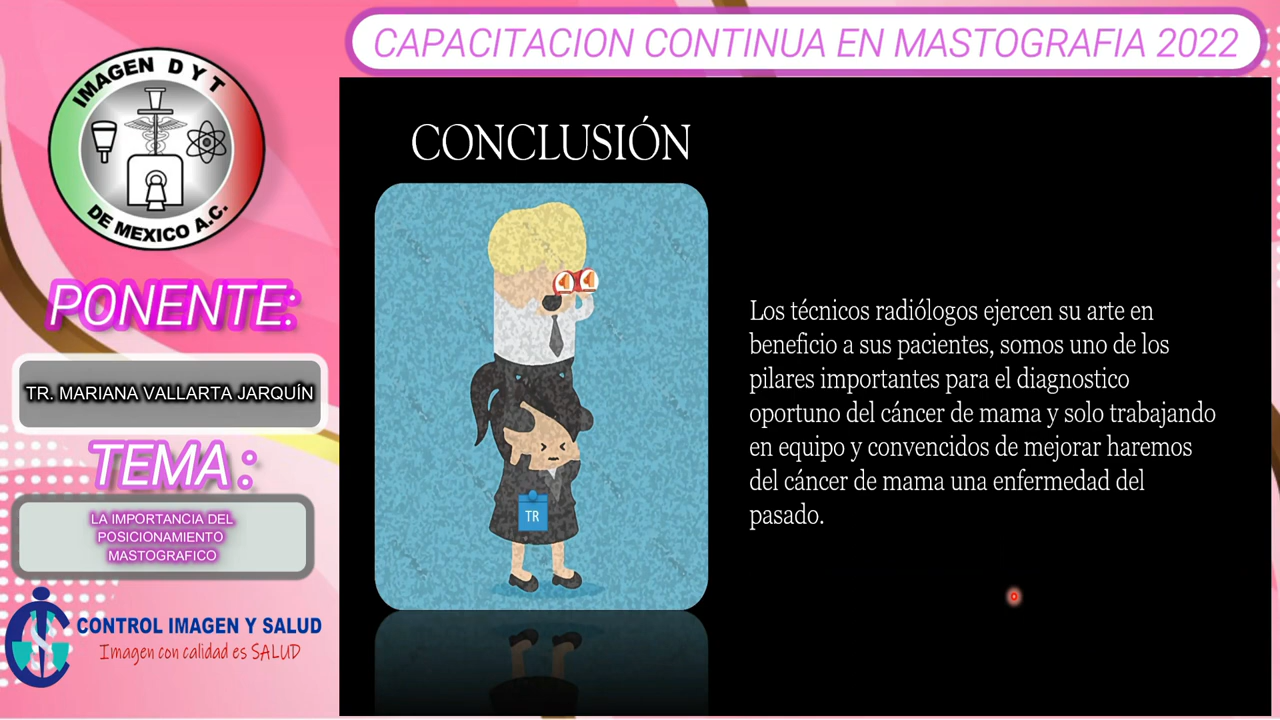 CAPACITACION CONTINUA EN MASTOGRAFIA 2022
IMAGEN D Y T
DE MEXICO A.C.
PONENTE:
TR. MARIANA VALLARTA JARQUÍN
TEMA:
LA IMPORTANCIA DEL
POSICIONAMIENTO
MASTOGRAFICO
CONTROL IMAGEN Y SALUD
Imagen con calidad es SALUD
CONCLUSIÓN
TR
Los técnicos radiólogos ejercen su arte en
beneficio a sus pacientes, somos uno de los
pilares importantes para el diagnostico
oportuno del cáncer de mama y solo trabajando
en equipo y convencidos de mejorar haremos
del cáncer de mama una enfermedad del
pasado.